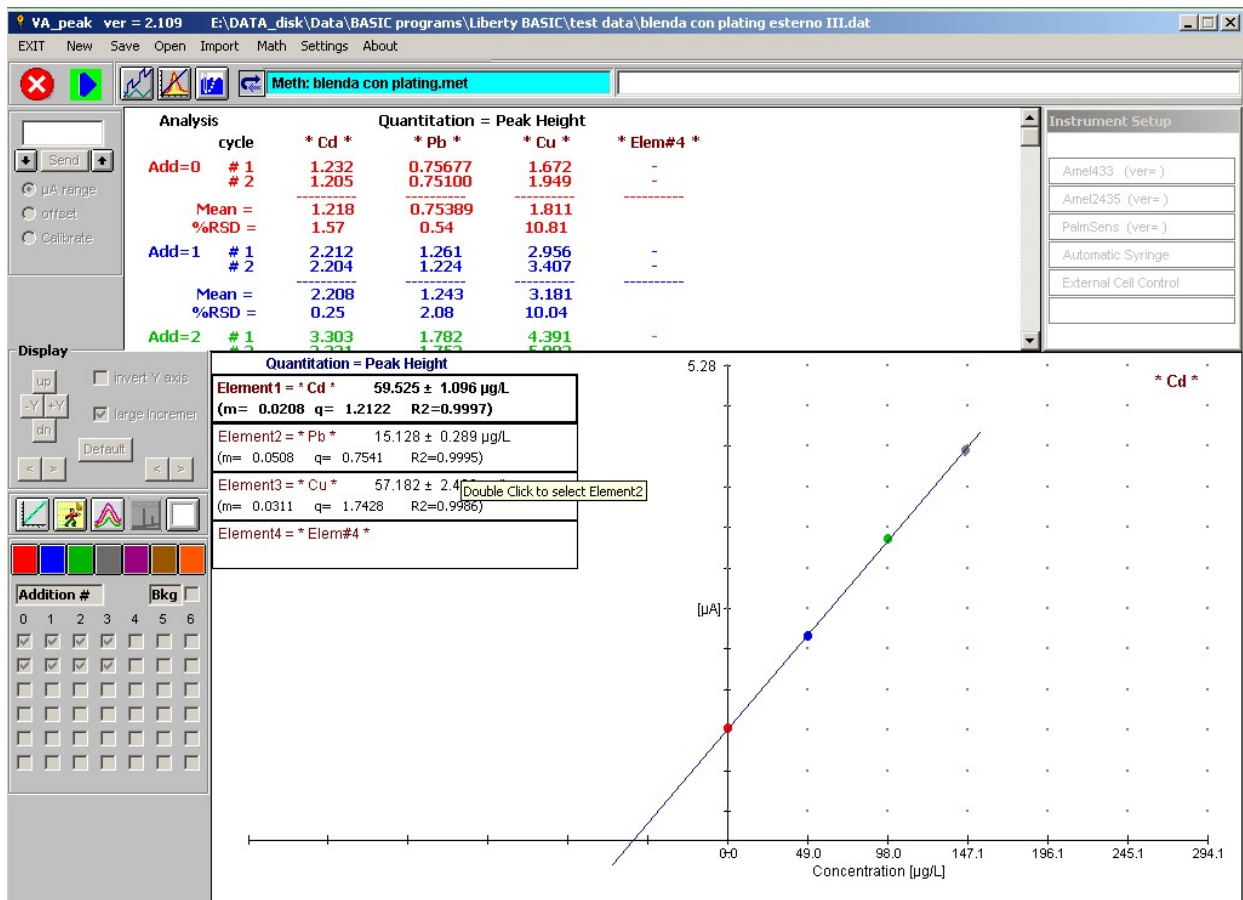 VA_peak ver = 2.109 E:\DATA_disk\Data\BASIC programs\Liberty BASIC\test data\blenda con plating esterno III.dat
EXIT New Save Open Import Math Settings About
Meth: blenda con plating.met
Analysis Quantitation = Peak Height
cycle * Cd * * Pb * * Cu * * Elem#4 *
Add=0 # 1 1.232 0.75677 1.672 -
# 2 1.205 0.75100 1.949 -
---------- ---------- ---------- ----------
Mean = 1.218 0.75389 1.811
%RSD = 1.57 0.54 10.81
Add=1 # 1 2.212 1.261 2.956 -
# 2 2.204 1.224 3.407 -
---------- ---------- ---------- ----------
Mean = 2.208 1.243 3.181
%RSD = 0.25 2.08 10.04
Add=2 # 1 3.303 1.782 4.391 -
Send
µA range
offset
Calibrate
Instrument Setup
Amel433 (ver= )
Amel2435 (ver= )
PalmSens (ver= )
Automatic Syringe
External Cell Control
Display
up
-Y +Y
dn
invert Y axis
large Incremer
Default
< > < >
Addition # Bkg
0 1 2 3 4 5 6
Quantitation = Peak Height
Element1 = * Cd * 59.525 ± 1.096 µg/L
(m= 0.0208 q= 1.2122 R2=0.9997)
Element2 = * Pb * 15.128 ± 0.289 µg/L
(m= 0.0508 q= 0.7541 R2=0.9995)
Element3 = * Cu * 57.182 ±
Double Click to select Element2
(m= 0.0311 q= 1.7428 R2=0.9986)
Element4 = * Elem#4 *
5.28
* Cd *
[µA]
0.0 49.0 98.0 147.1 196.1 245.1 294.1
Concentration [µg/L]